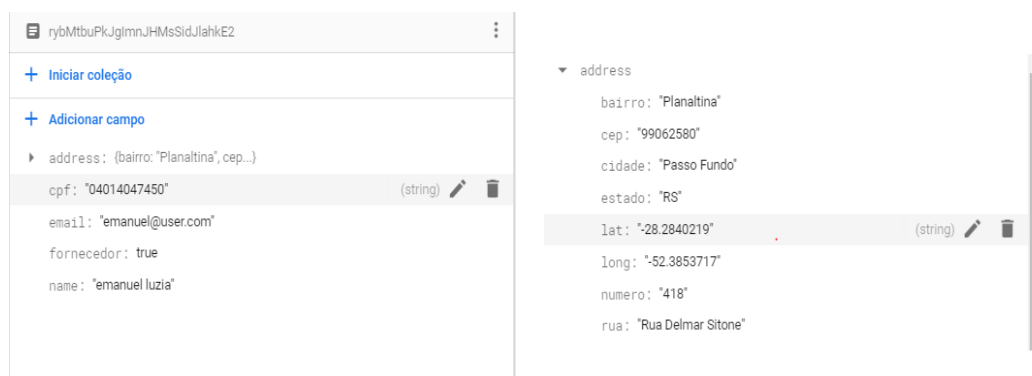 rybMtbuPkJgImnJHMsSidJlahkE2
+ Iniciar coleção
+ Adicionar campo
address: {bairro: "Planaltina", cep...}
cpf: "04014047450" (string)
email: "emanuel@user.com"
fornecedor: true
name: "emanuel luzia"
address
bairro: "Planaltina"
cep: "99062580"
cidade: "Passo Fundo"
estado: "RS"
lat: "-28.2840219" (string)
long: "-52.3853717"
numero: "418"
rua: "Rua Delmar Sitone"